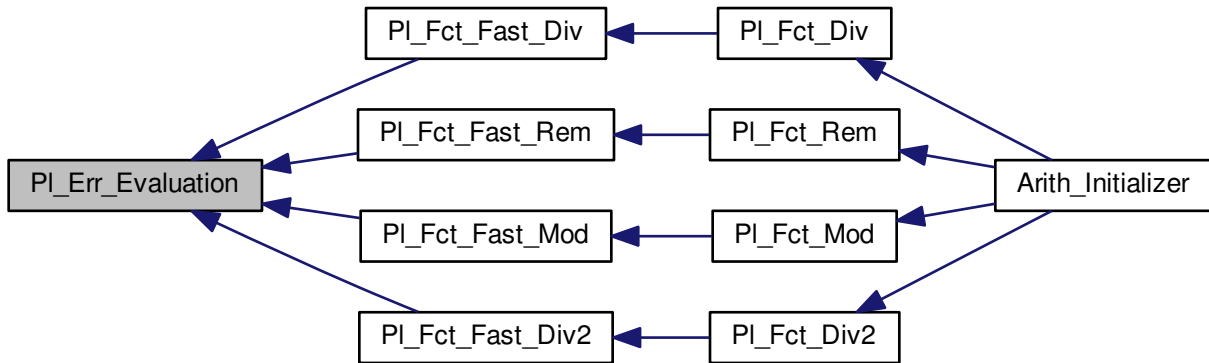 Pl_Fct_Fast_Div
Pl_Fct_Div
Pl_Fct_Fast_Rem
Pl_Fct_Rem
Pl_Err_Evaluation
Arith_Initializer
Pl_Fct_Fast_Mod
Pl_Fct_Mod
Pl_Fct_Fast_Div2
Pl_Fct_Div2